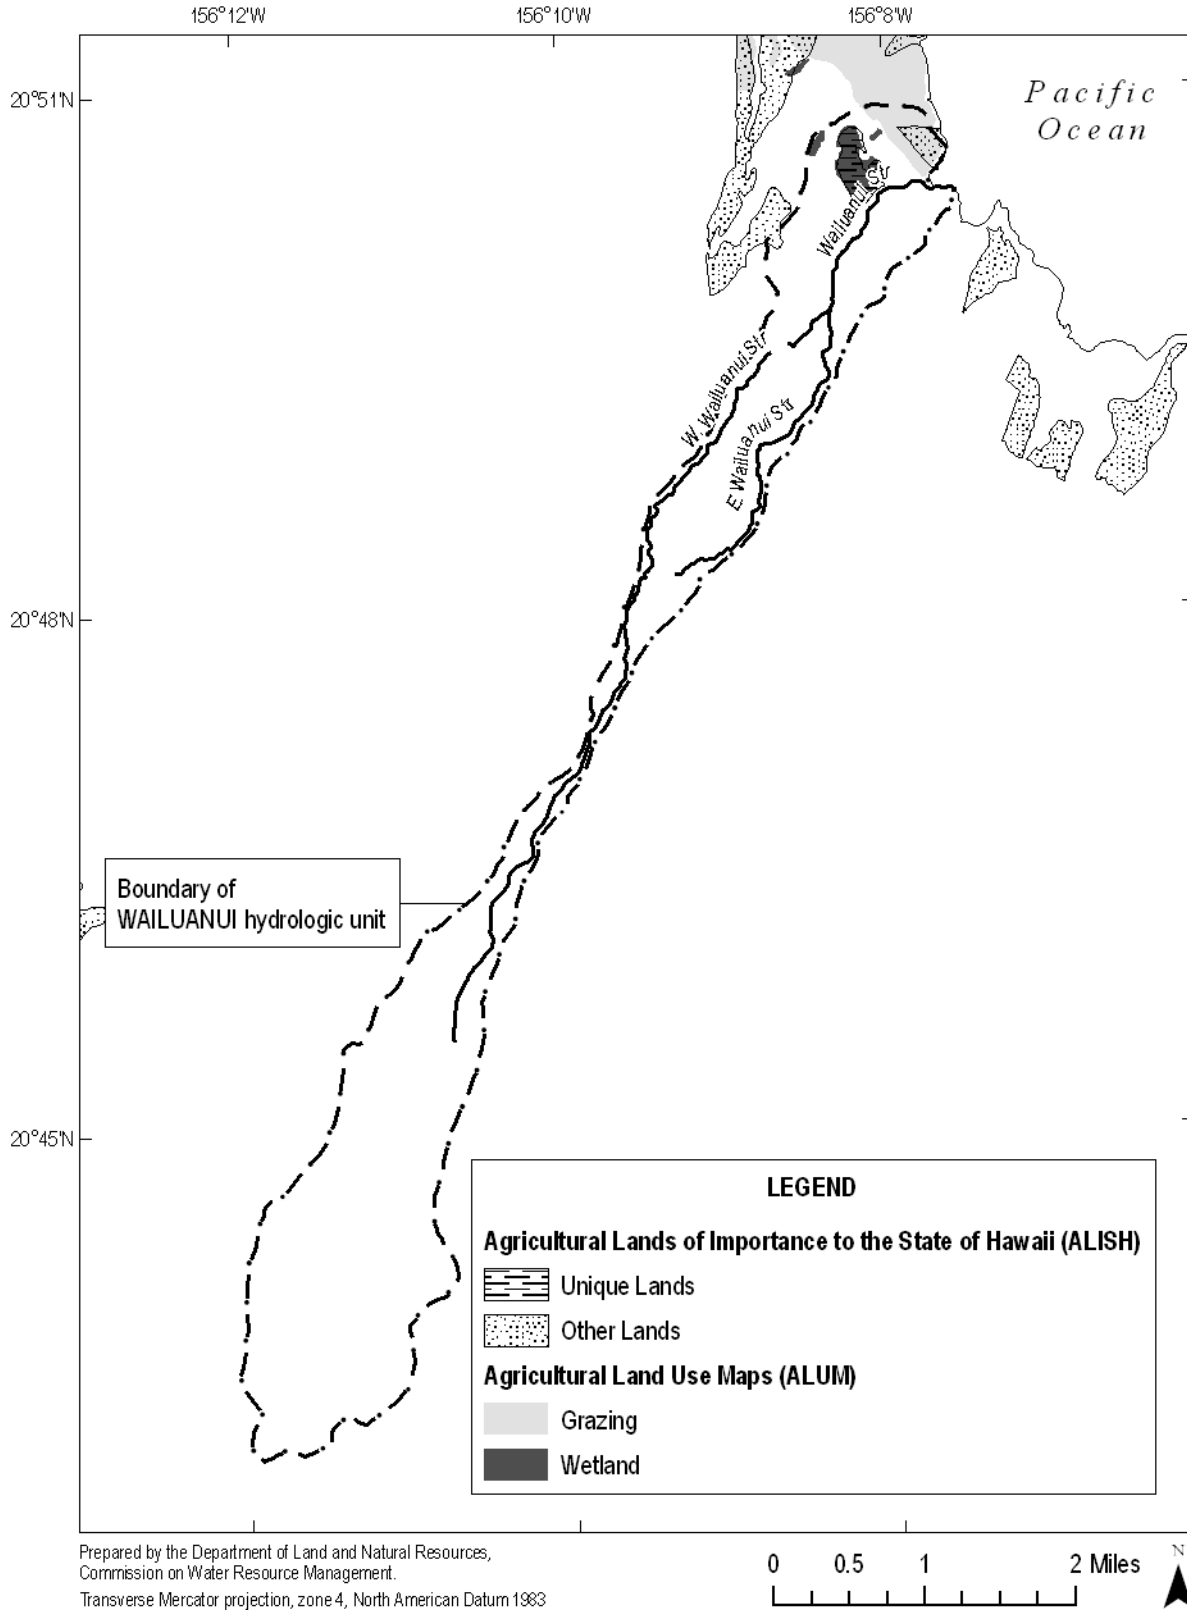 156°12'W 156°10'W 156°8'W
20°51'N
Pacific
Ocean
Wailuanui Str
W. Wailuanui Str
E Wailuanui Str
20°48'N
Boundary of
WAILUANUI hydrologic unit
20°45'N
LEGEND
Agricultural Lands of Importance to the State of Hawaii (ALISH)
Unique Lands
Other Lands
Agricultural Land Use Maps (ALUM)
Grazing
Wetland
Prepared by the Department of Land and Natural Resources,
Commission on Water Resource Management.
Transverse Mercator projection, zone 4, North American Datum 1983
0 0.5 1 2 Miles
N